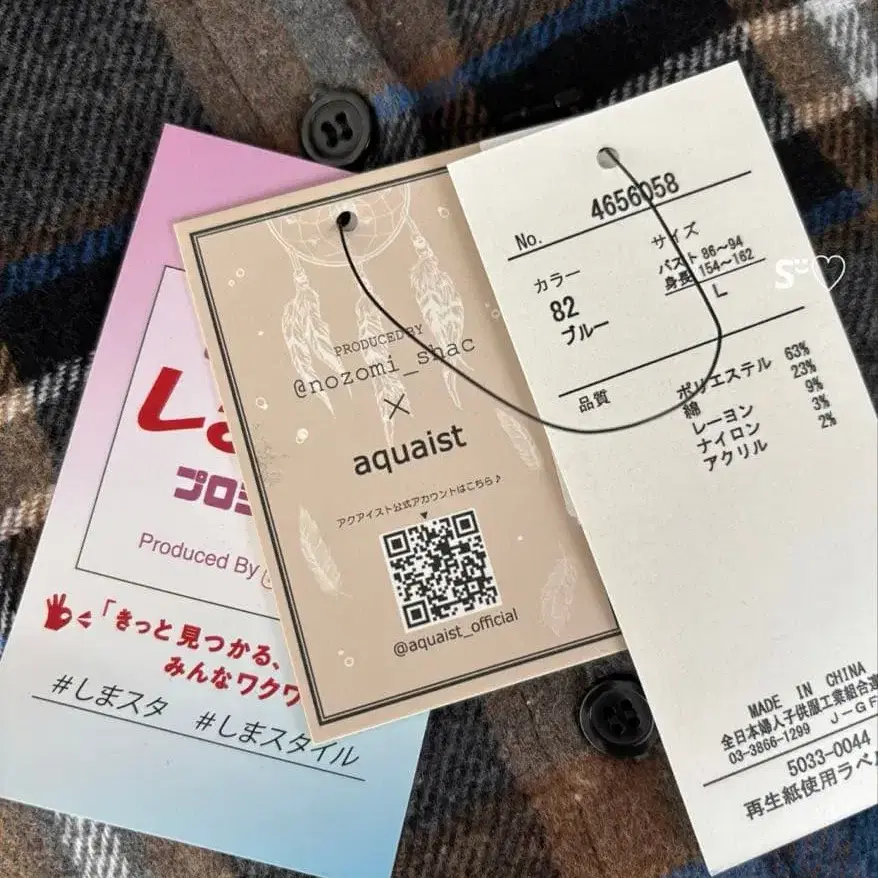 し
プロ
Produced By
「きっと見つかる、
みんなワクワ
#しまスタ #しまスタイル
PRODUCED BY
@nozomi_shac
×
aquaist
アクアイスト公式アカウントはこちら♪
@aquaist_official
No. 4656058
カラー
82
ブルー
サイズ
バスト 86〜94
身長 154〜162
L
品質
ポリエステル 63%
綿 23%
レーヨン 9%
ナイロン 3%
アクリル 2%
MADE IN CHINA
全日本婦人子供服工業組合連
03-3866-1299 J-GF
5033-0044
再生紙使用ラベル
S